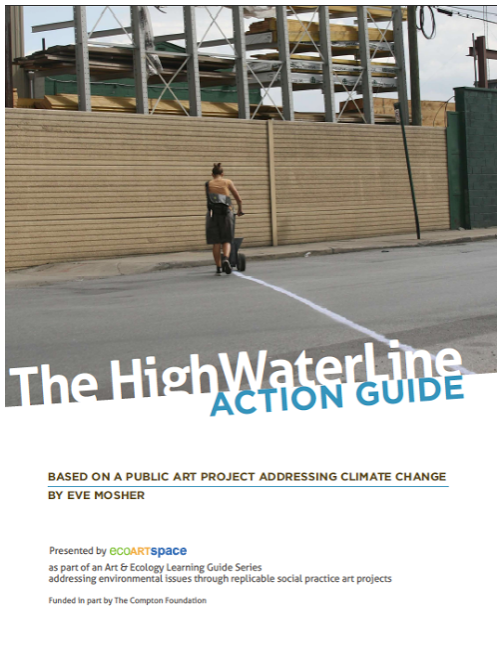 The HighWaterLine
ACTION GUIDE
BASED ON A PUBLIC ART PROJECT ADDRESSING CLIMATE CHANGE
BY EVE MOSHER
Presented by ecoARTspace
as part of an Art & Ecology Learning Guide Series
addressing environmental issues through replicable social practice art projects
Funded In part by The Compton Foundation